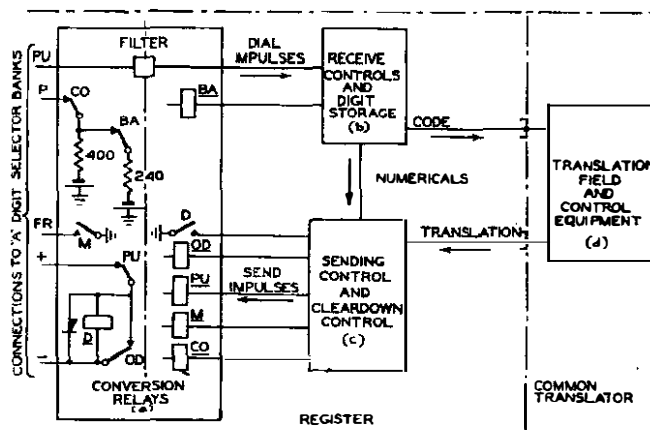 CONNECTIONS TO 'A' DIGIT SELECTOR BANKS
PU
P
FR
+
−
FILTER
CO
BA
400
240
BA
M
D
OD
PU
PU
M
D
OD
CO
CONVERSION
RELAYS
(a)
DIAL
IMPULSES
RECEIVE
CONTROLS
AND
DIGIT
STORAGE
(b)
CODE
NUMERICALS
TRANSLATION
FIELD
AND
CONTROL
EQUIPMENT
(d)
TRANSLATION
SEND
IMPULSES
SENDING
CONTROL
AND
CLEARDOWN
CONTROL
(c)
REGISTER
COMMON
TRANSLATOR